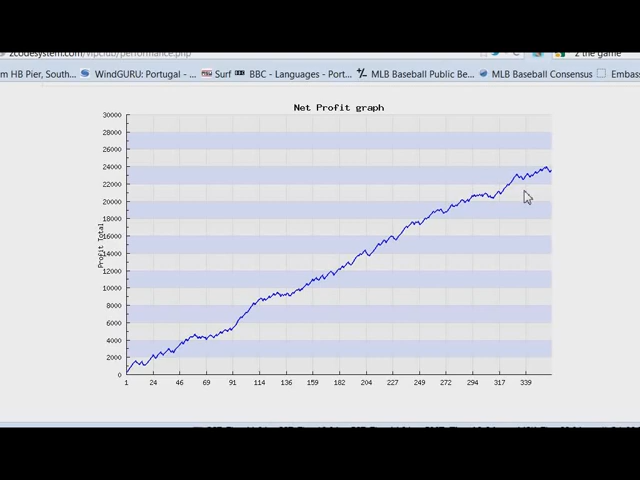 zcodesystem.com/vipclub/performance.php
z the game
m HB Pier, South... WindGURU: Portugal - ... Surf BBC - Languages - Port... MLB Baseball Public Be... MLB Baseball Consensus Embass
Net Profit graph
30000
28000
26000
24000
22000
20000
18000
16000
14000
12000
10000
8000
6000
4000
2000
0
Profit Total
1 24 46 69 91 114 136 159 182 204 227 249 272 294 317 339